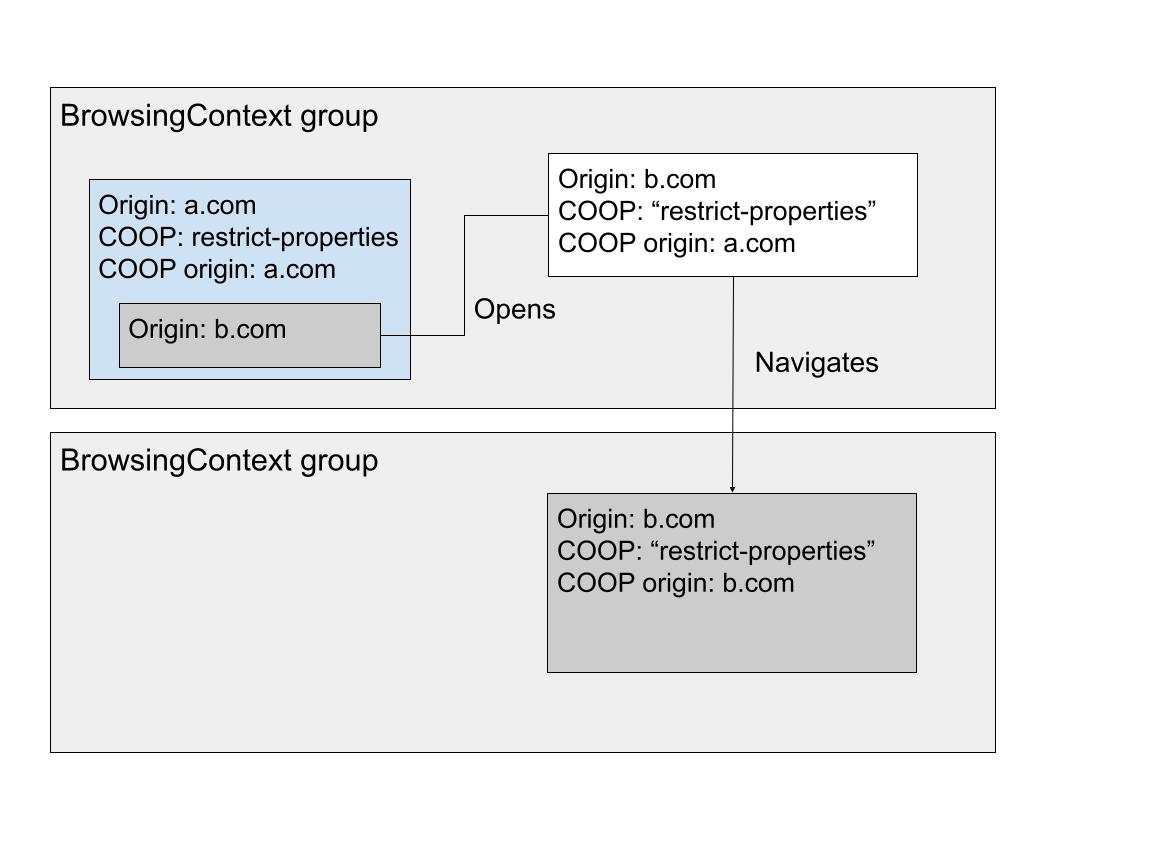 BrowsingContext group
Origin: a.com
COOP: restrict-properties
COOP origin: a.com
Origin: b.com
Opens
Origin: b.com
COOP: “restrict-properties”
COOP origin: a.com
Navigates
BrowsingContext group
Origin: b.com
COOP: “restrict-properties”
COOP origin: b.com